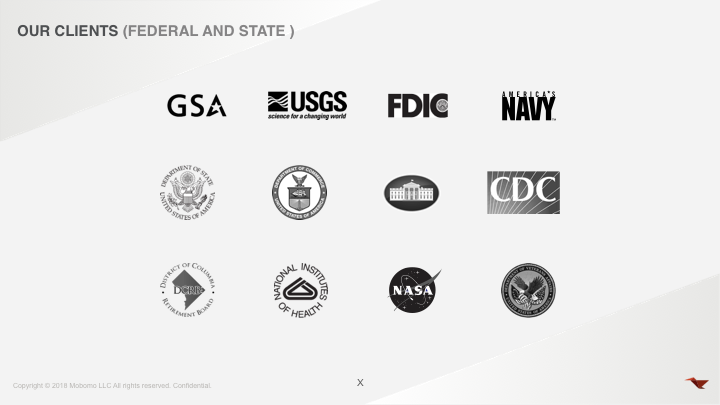 OUR CLIENTS (FEDERAL AND STATE )
GSA
USGS
science for a changing world
FDIC
AMERICA'S
NAVY
DEPARTMENT OF STATE
UNITED STATES OF AMERICA
DEPARTMENT OF COMMERCE
UNITED STATES OF AMERICA
CDC
DISTRICT OF COLUMBIA
DCRB
RETIREMENT BOARD
NATIONAL INSTITUTES
OF HEALTH
NASA
Copyright © 2018 Mobomo LLC All rights reserved. Confidential.
X